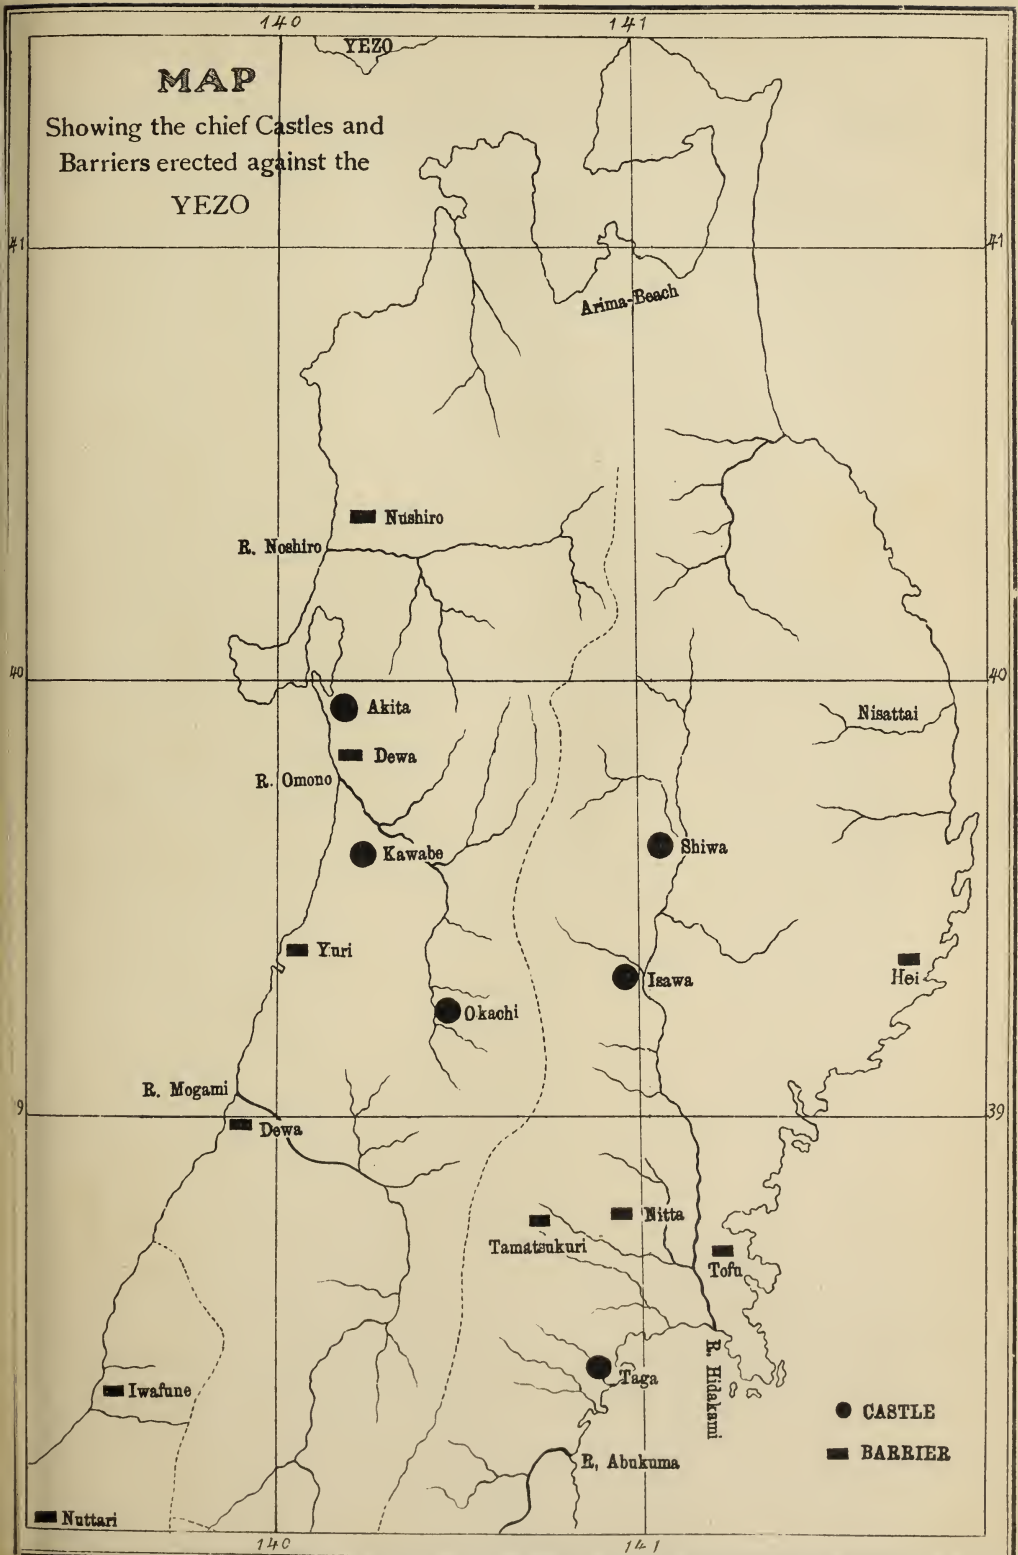 140
141
YEZO
MAP
Showing the chief Castles and
Barriers erected against the
YEZO
41
41
Arima-Beach
Nushiro
R. Noshiro
40
40
Akita
Nisattai
Dewa
R. Omono
Shiwa
Kawabe
Yuri
Hei
Isawa
Okachi
R. Mogami
9
39
Dewa
Nitta
Tamatsukuri
Tofu
R. Hidakami
Taga
Iwafune
CASTLE
BARRIER
R, Abukuma
Nuttari
140
141